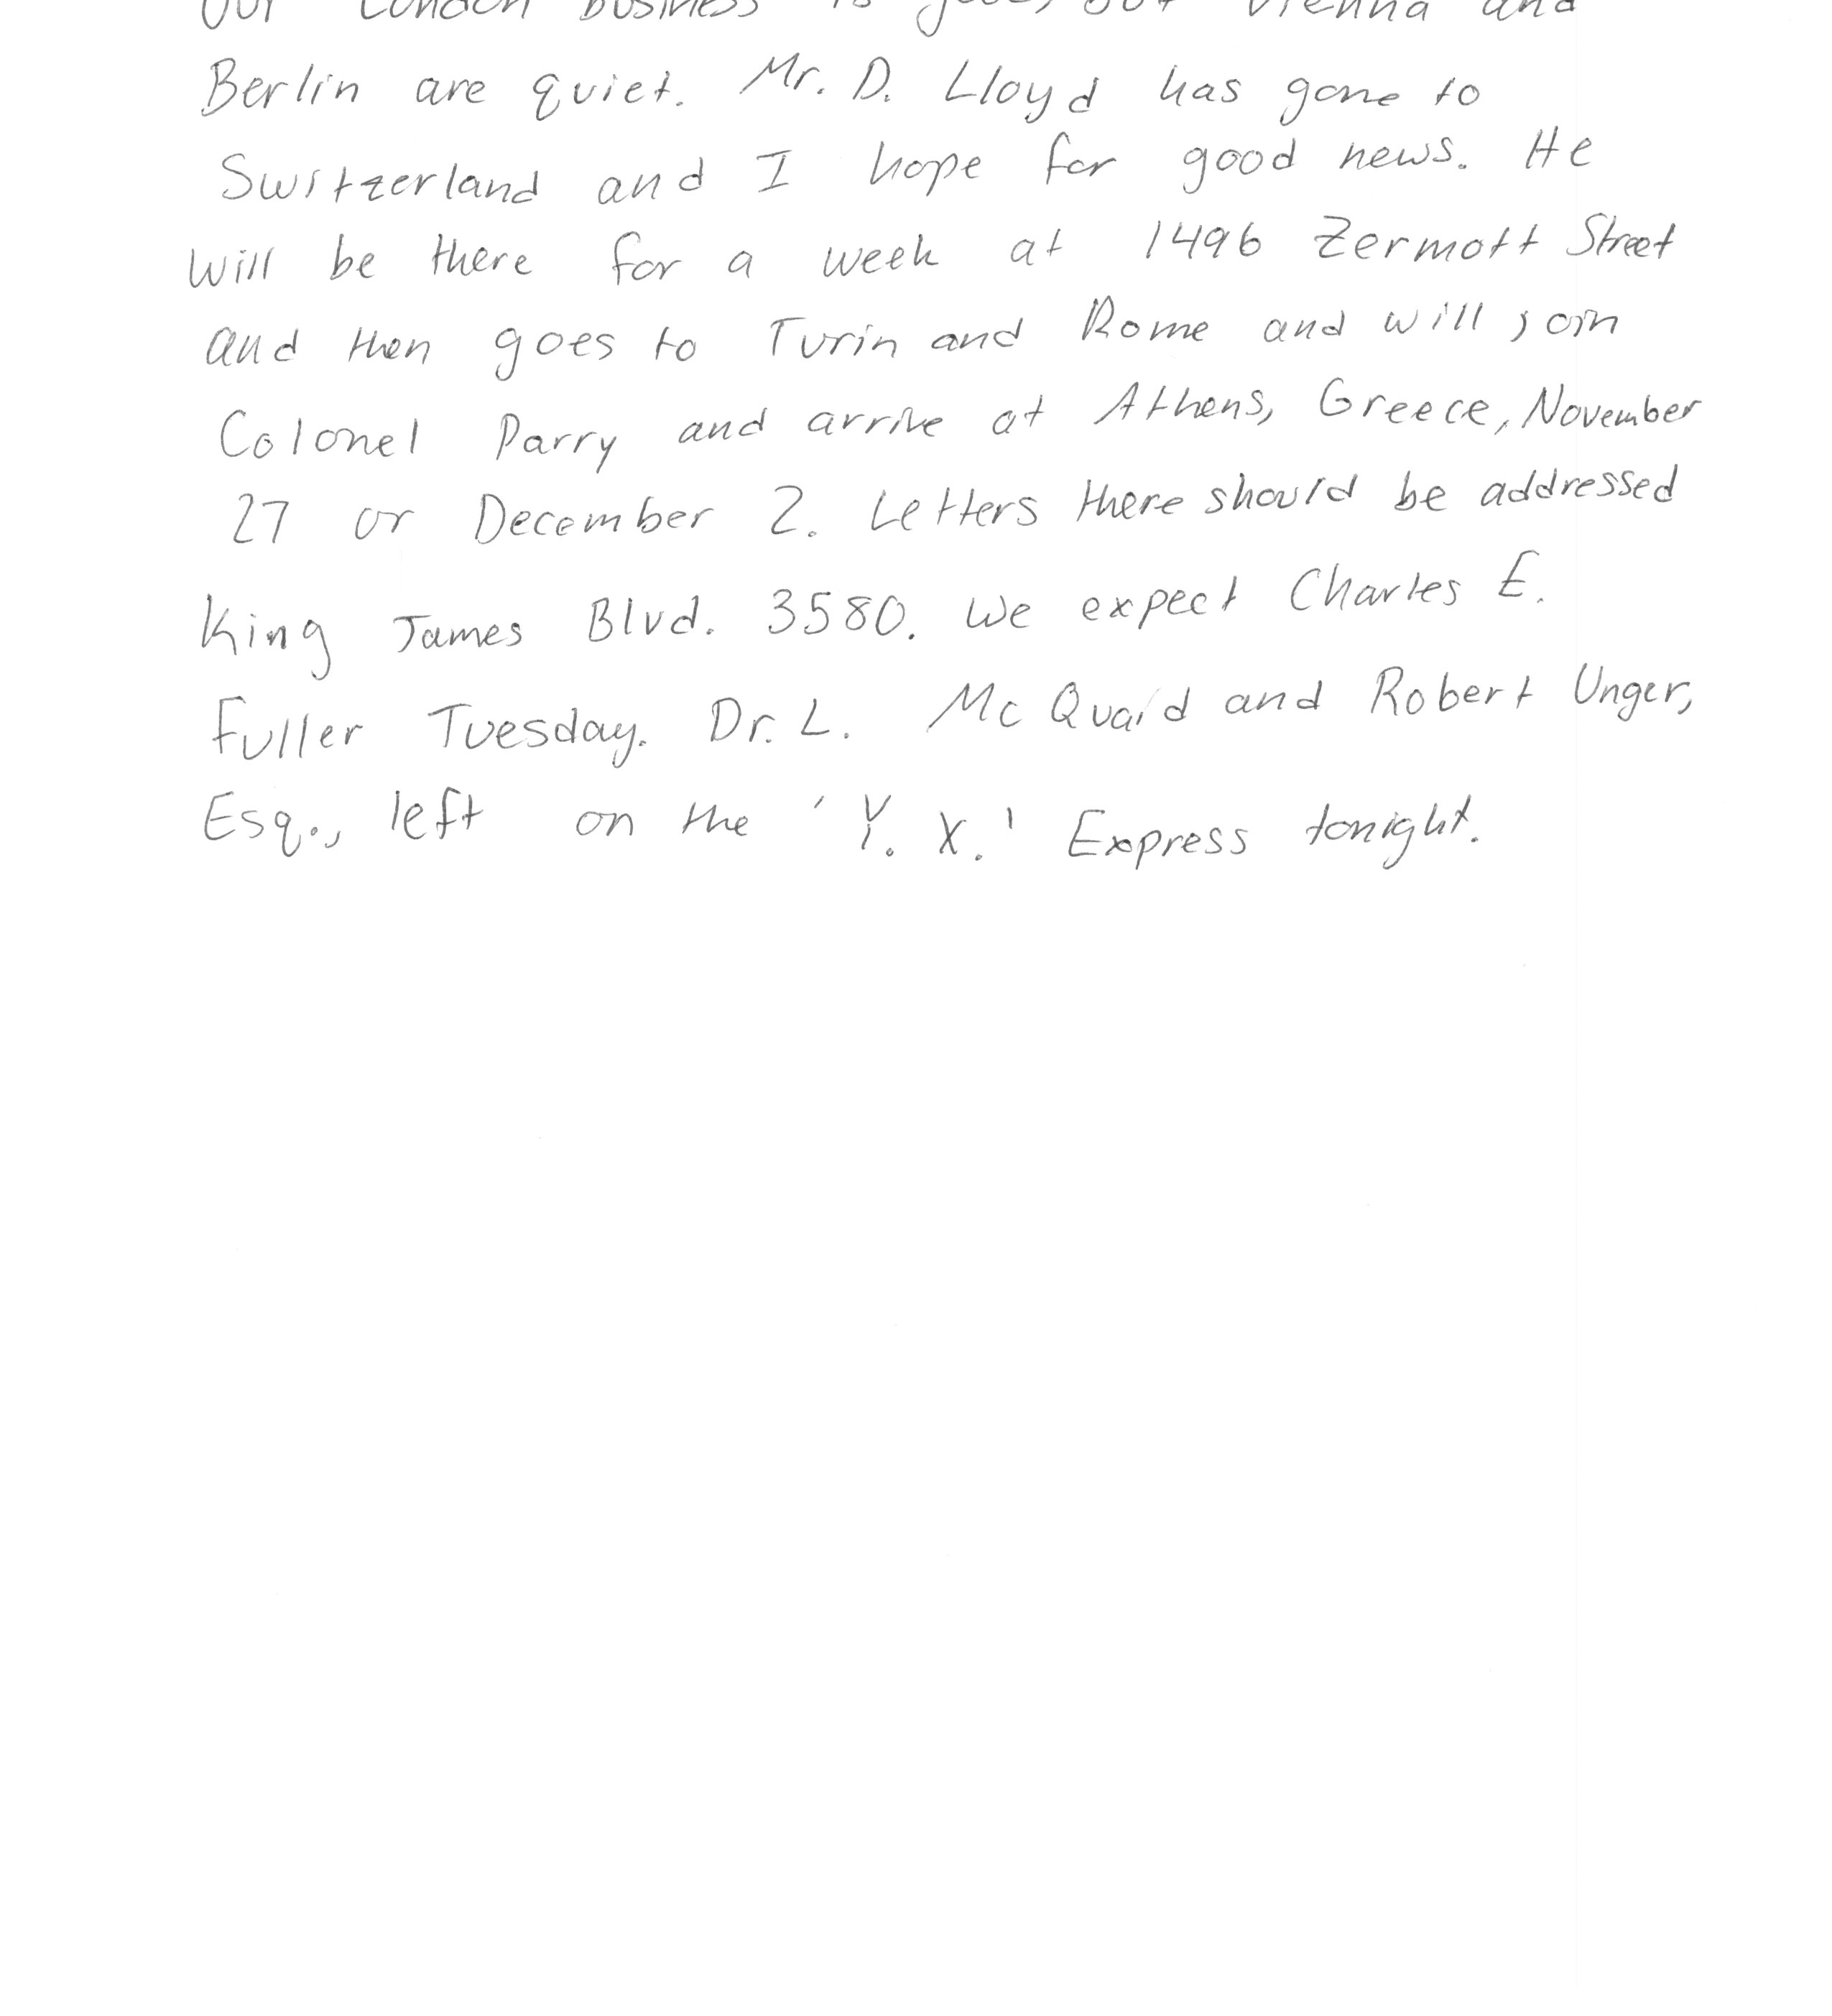 Our London business is good, but Vienna and
Berlin are quiet. Mr. D. Lloyd has gone to
Switzerland and I hope for good news. He
will be there for a week at 1496 Zermott Street
and then goes to Turin and Rome and will join
Colonel Parry and arrive at Athens, Greece, November
27 or December 2. Letters there should be addressed
King James Blvd. 3580. We expect Charles E.
Fuller Tuesday. Dr. L. McQuaid and Robert Unger,
Esq., left on the 'Y. X.' Express tonight.